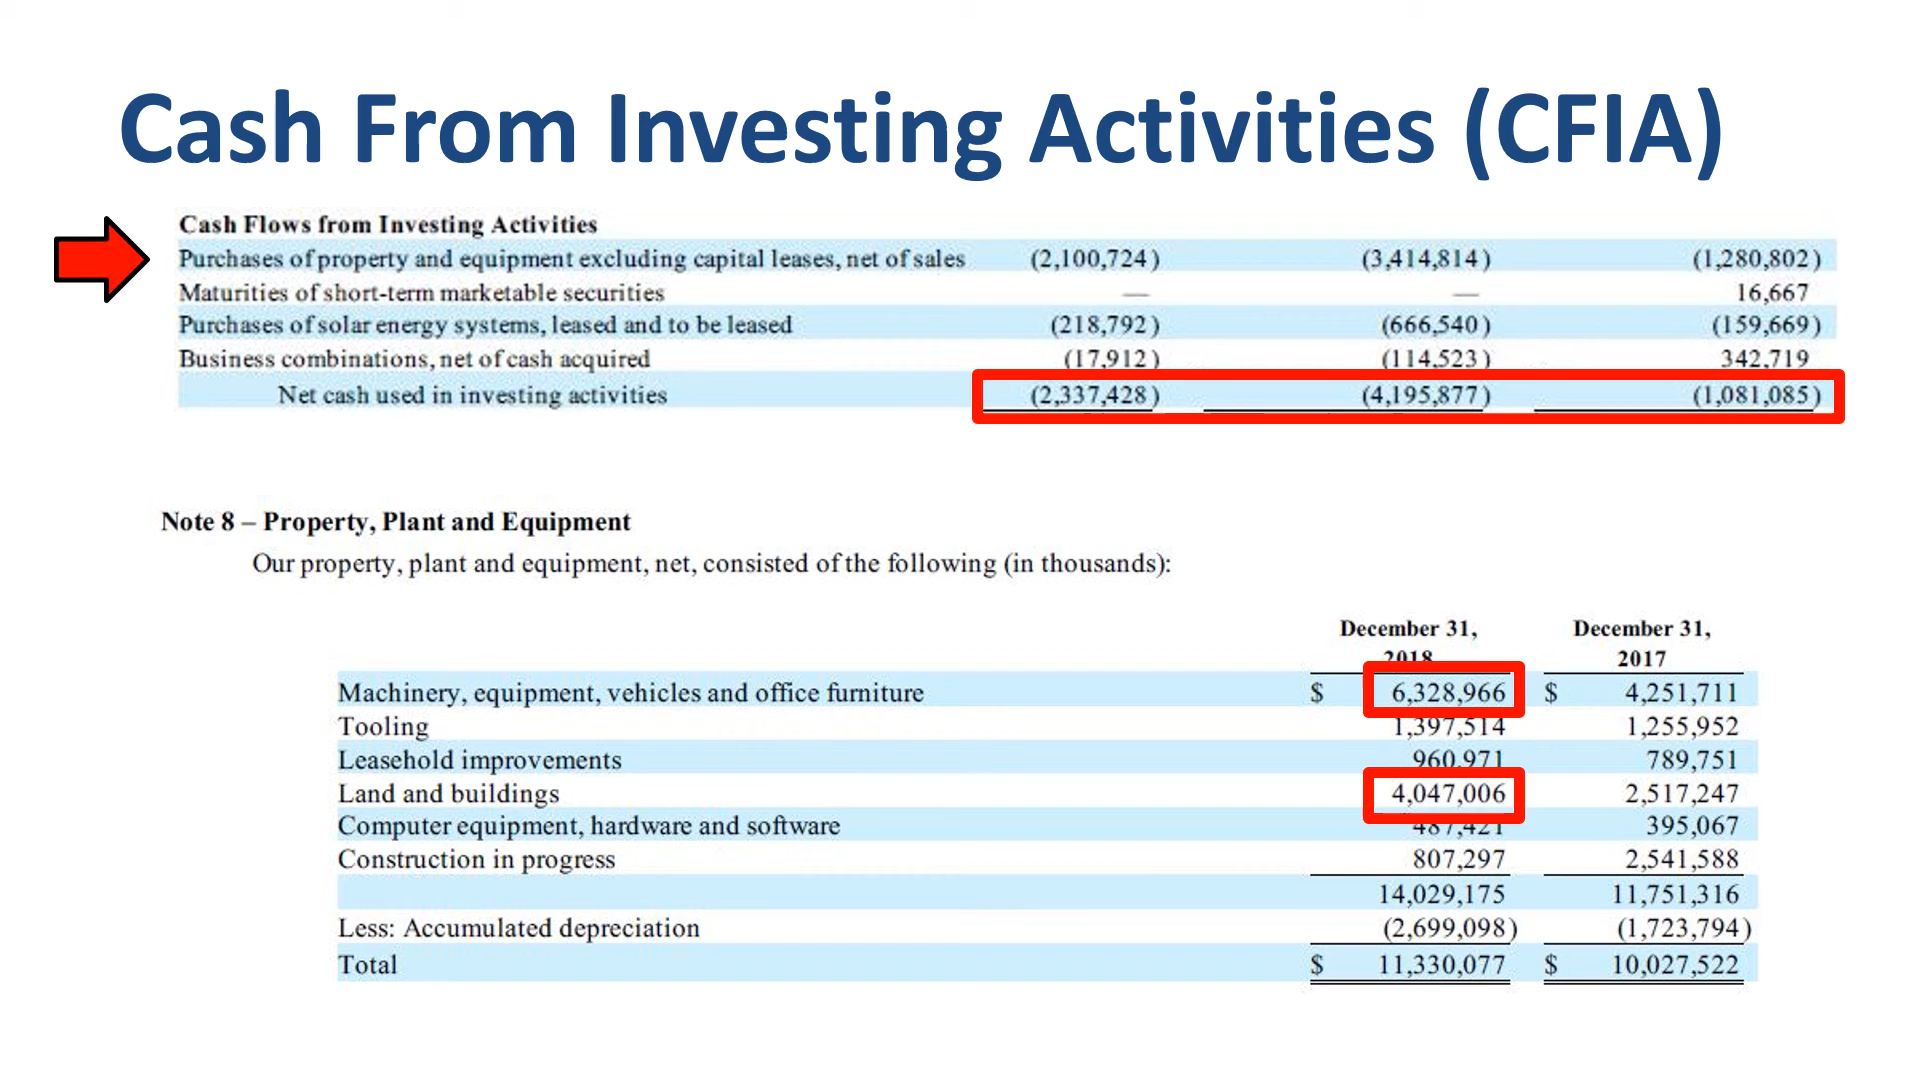 Cash From Investing Activities (CFIA)
Cash Flows from Investing Activities
Purchases of property and equipment excluding capital leases, net of sales (2,100,724) (3,414,814) (1,280,802)
Maturities of short-term marketable securities — — 16,667
Purchases of solar energy systems, leased and to be leased (218,792) (666,540) (159,669)
Business combinations, net of cash acquired (17,912) (114,523) 342,719
Net cash used in investing activities (2,337,428) (4,195,877) (1,081,085)
Note 8 – Property, Plant and Equipment
Our property, plant and equipment, net, consisted of the following (in thousands):
December 31, December 31,
2018 2017
Machinery, equipment, vehicles and office furniture $ 6,328,966 $ 4,251,711
Tooling 1,397,514 1,255,952
Leasehold improvements 960,971 789,751
Land and buildings 4,047,006 2,517,247
Computer equipment, hardware and software 487,421 395,067
Construction in progress 807,297 2,541,588
14,029,175 11,751,316
Less: Accumulated depreciation (2,699,098) (1,723,794)
Total $ 11,330,077 $ 10,027,522